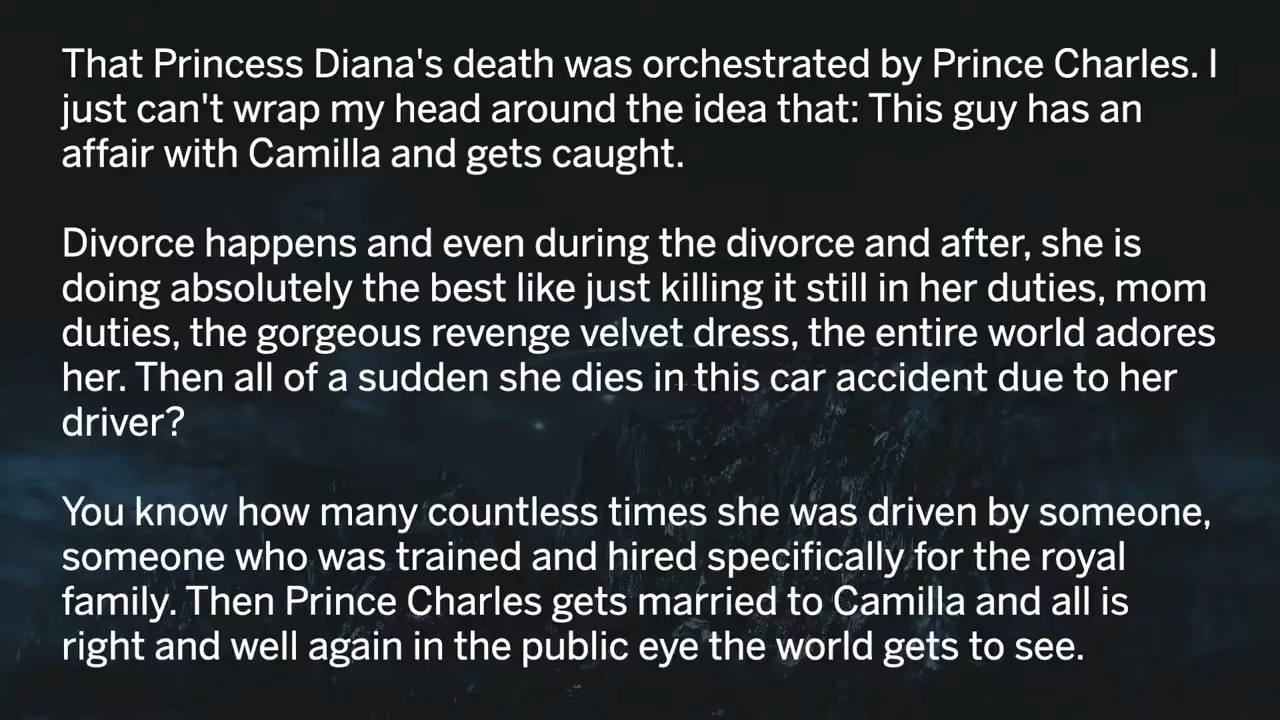 That Princess Diana's death was orchestrated by Prince Charles. I
just can't wrap my head around the idea that: This guy has an
affair with Camilla and gets caught.
Divorce happens and even during the divorce and after, she is
doing absolutely the best like just killing it still in her duties, mom
duties, the gorgeous revenge velvet dress, the entire world adores
her. Then all of a sudden she dies in this car accident due to her
driver?
You know how many countless times she was driven by someone,
someone who was trained and hired specifically for the royal
family. Then Prince Charles gets married to Camilla and all is
right and well again in the public eye the world gets to see.